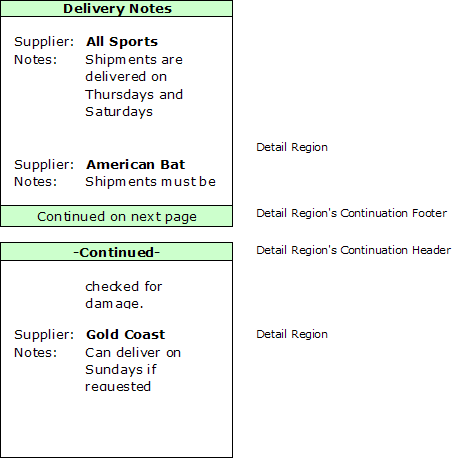 Delivery Notes
Supplier: All Sports
Notes: Shipments are
delivered on
Thursdays and
Saturdays
Detail Region
Supplier: American Bat
Notes: Shipments must be
Continued on next page
Detail Region's Continuation Footer
-Continued-
Detail Region's Continuation Header
checked for
damage.
Supplier: Gold Coast
Detail Region
Notes: Can deliver on
Sundays if
requested